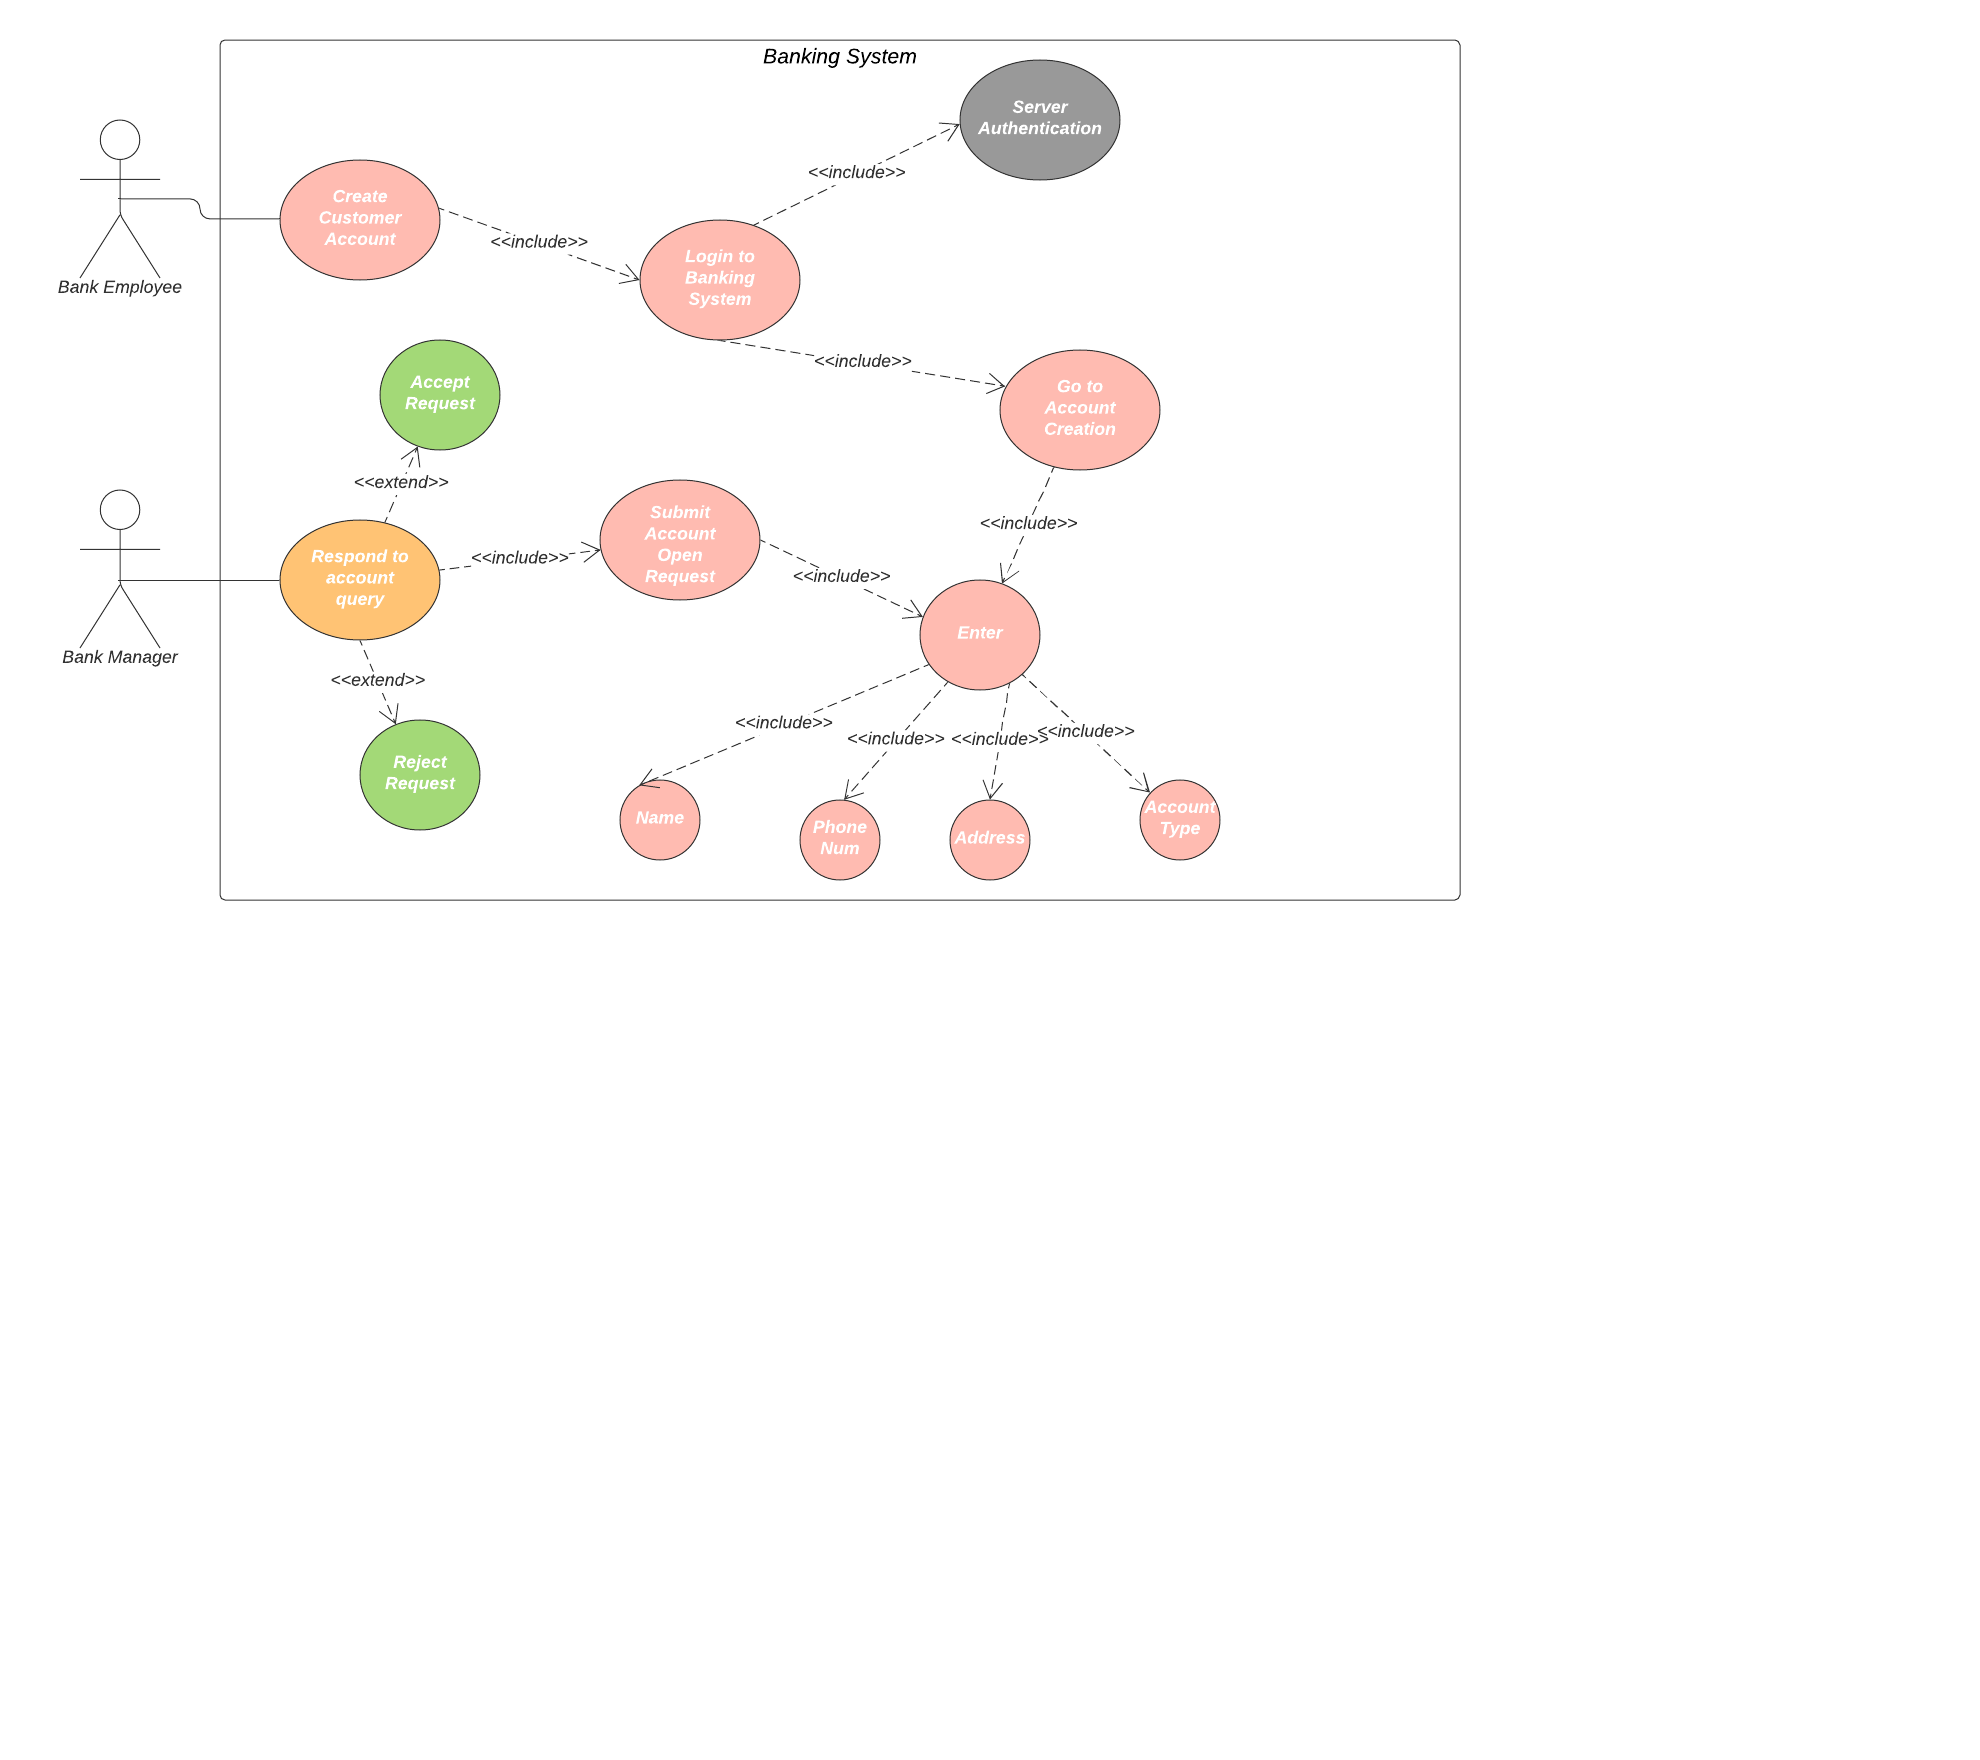 Banking System
Server
Authentication
<<include>>
Create
Customer
Account
<<include>>
Login to
Banking
System
Bank Employee
<<include>>
Go to
Account
Creation
Accept
Request
<<extend>>
Submit
Account
Open
Request
<<include>>
Respond to
account
query
<<include>>
<<include>>
Bank Manager
Enter
<<extend>>
<<include>>
<<include>>
<<include>>
<<include>>
Reject
Request
Name
Phone
Num
Address
Account
Type